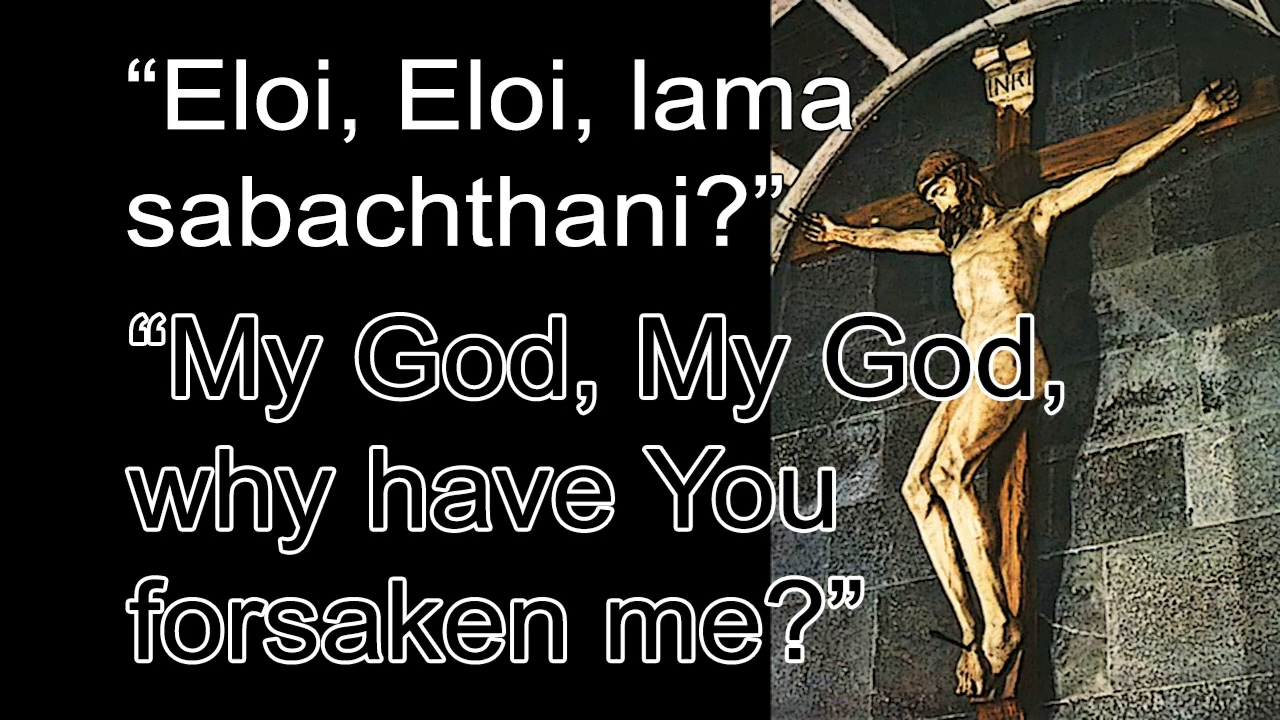 “Eloi, Eloi, lama
sabachthani?”
“My God, My God,
why have You
forsaken me?”
INRI